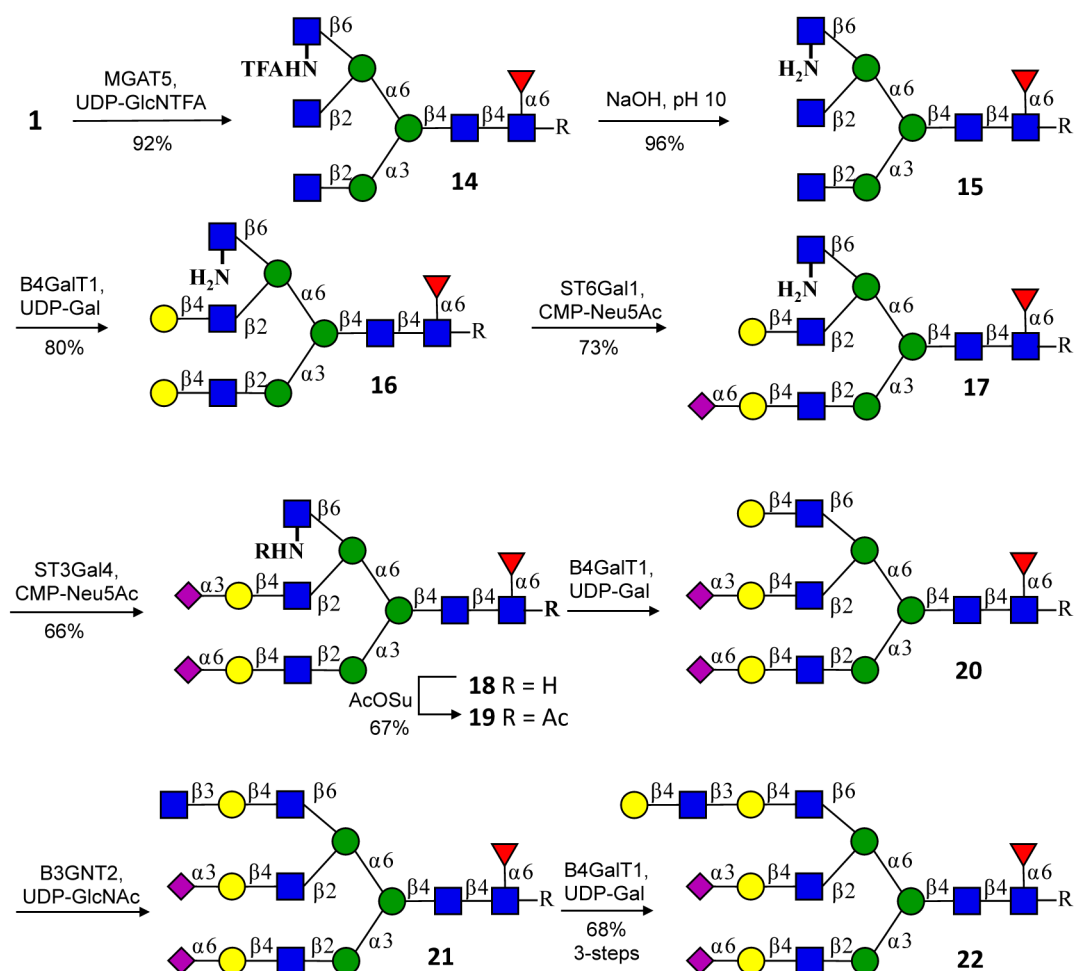 β6
MGAT5,
UDP-GlcNTFA
92%
1
TFAHN
β2
α6
α6
β4
β4
R
β2
α3
14
NaOH, pH 10
96%
β6
H₂N
β2
α6
α6
β4
β4
R
β2
α3
15
B4GalT1,
UDP-Gal
80%
β6
H₂N
β4
β2
α6
α6
β4
β4
R
β4
β2
α3
16
ST6Gal1,
CMP-Neu5Ac
73%
β6
H₂N
β4
β2
α6
α6
β4
β4
R
α6
β4
β2
α3
17
ST3Gal4,
CMP-Neu5Ac
66%
β6
RHN
α3
β4
β2
α6
α6
β4
β4
R
α6
β4
β2
α3
AcOSu
67%
18 R = H
19 R = Ac
B4GalT1,
UDP-Gal
β4
β6
α3
β4
β2
α6
α6
β4
β4
R
α6
β4
β2
α3
20
B3GNT2,
UDP-GlcNAc
β3
β4
β6
α3
β4
β2
α6
α6
β4
β4
R
α6
β4
β2
α3
21
B4GalT1,
UDP-Gal
68%
3-steps
β4
β3
β4
β6
α3
β4
β2
α6
α6
β4
β4
R
α6
β4
β2
α3
22